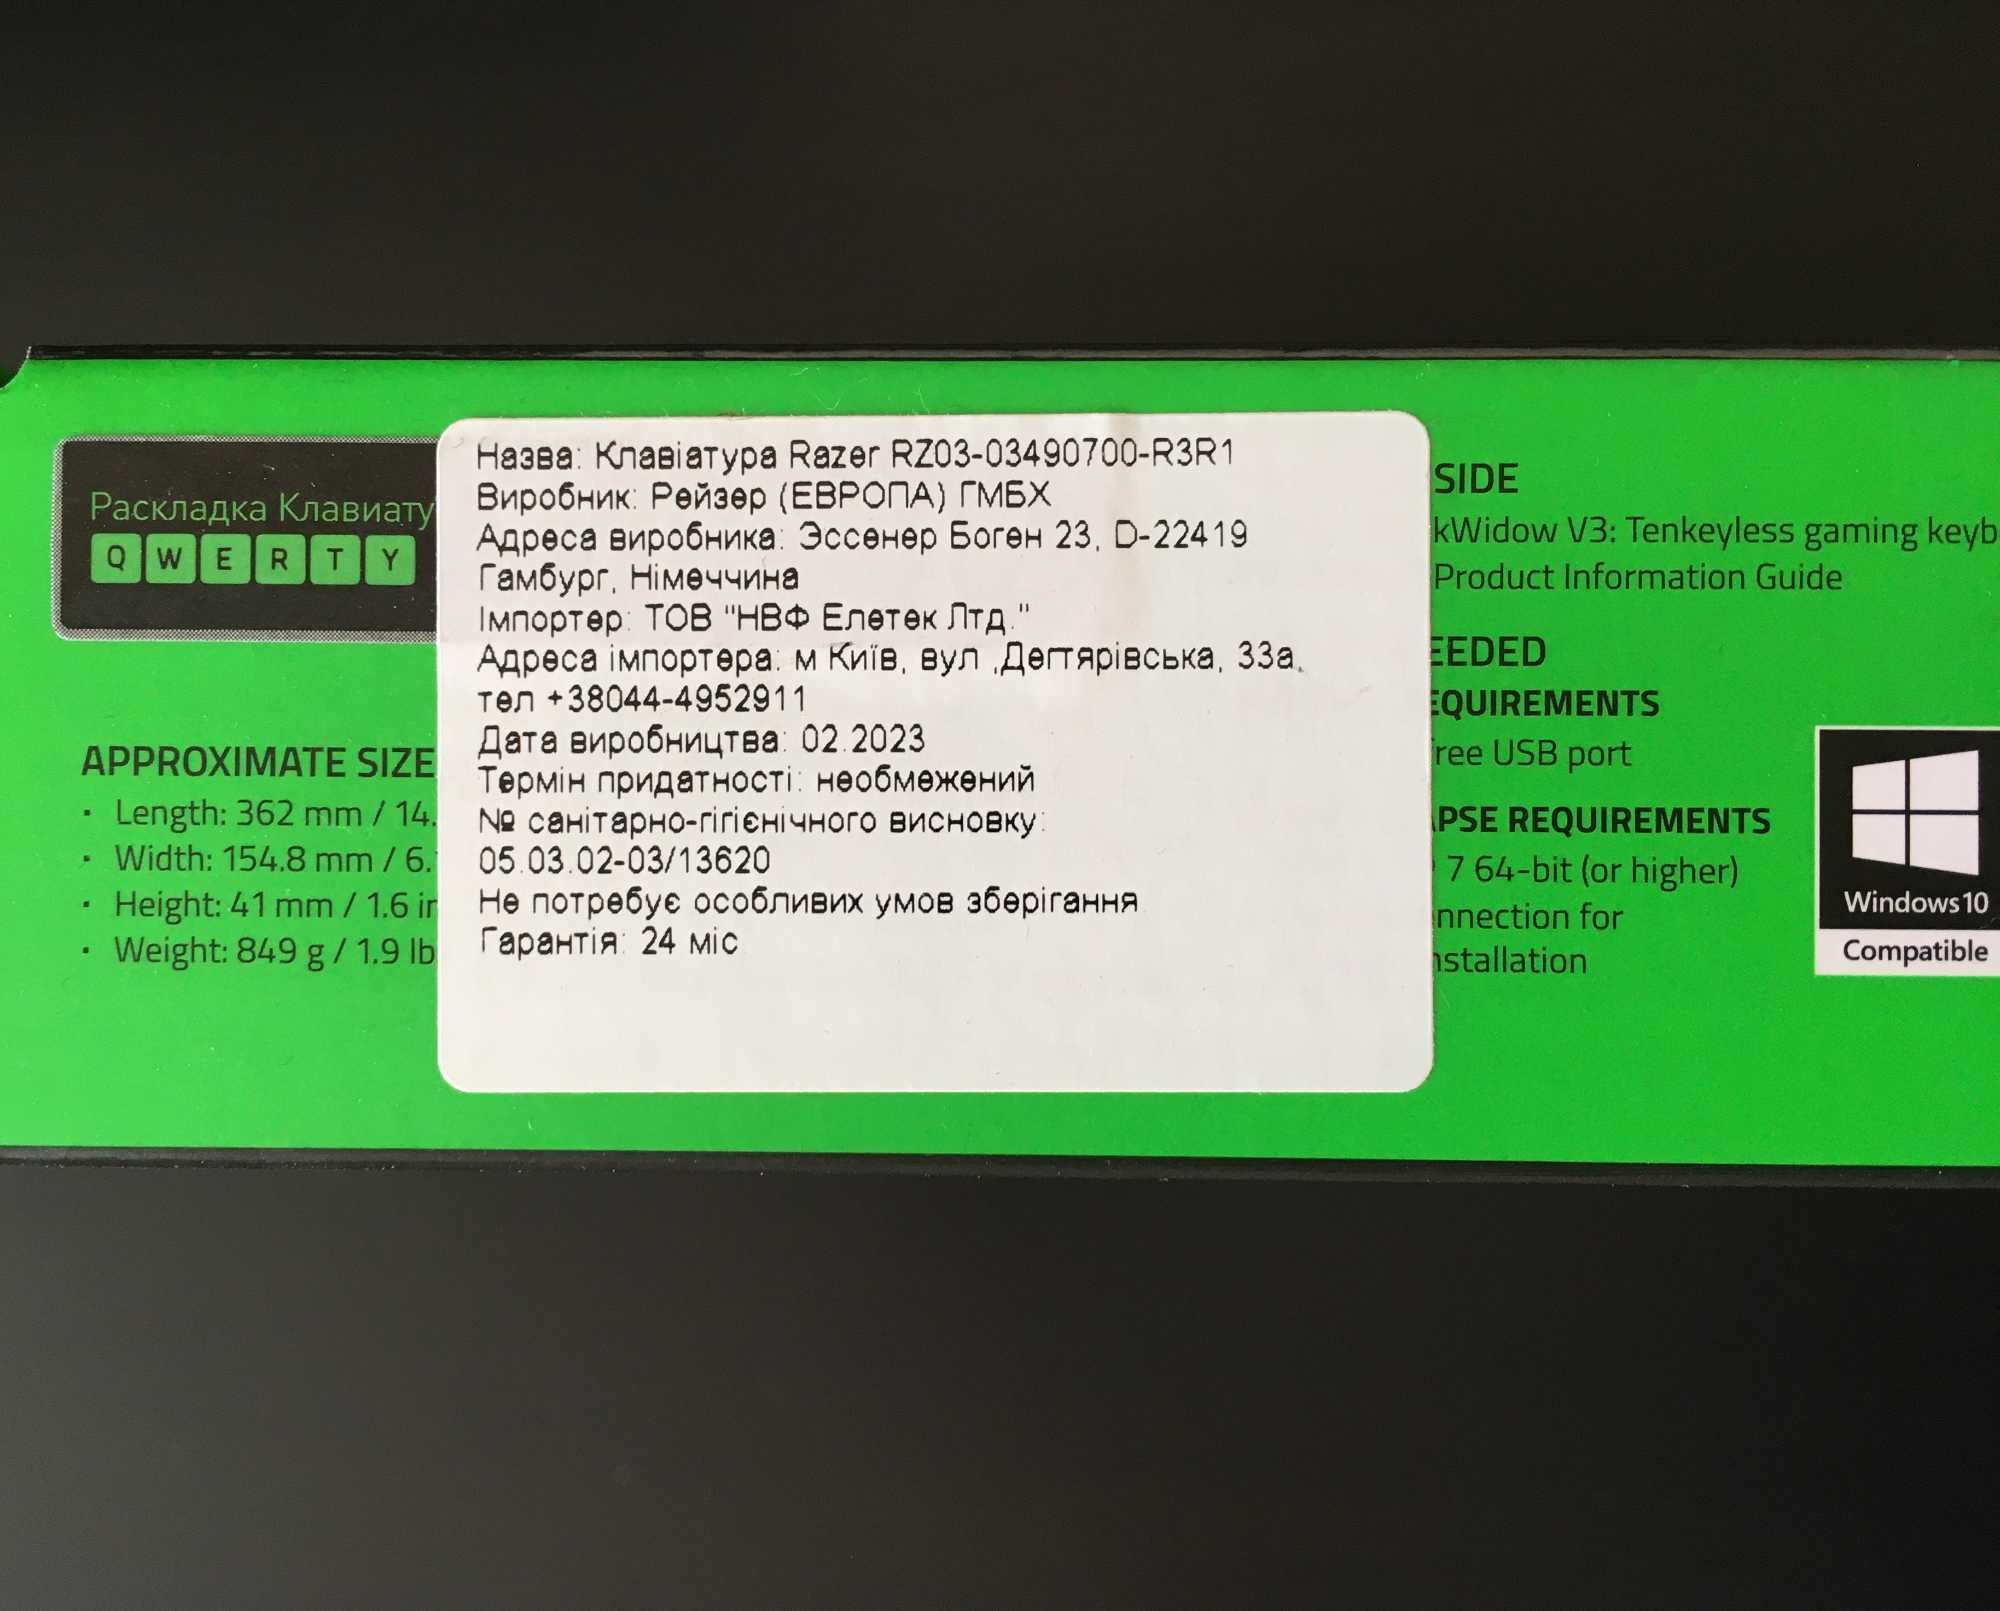 Раскладка Клавиату
Q W E R T Y
APPROXIMATE SIZE
· Length: 362 mm / 14.
· Width: 154.8 mm / 6.
· Height: 41 mm / 1.6 in
· Weight: 849 g / 1.9 lb
Назва: Клавіатура Razer RZ03-03490700-R3R1
Виробник: Рейзер (ЕВРОПА) ГМБХ
Адреса виробника: Эссенер Боген 23, D-22419
Гамбург, Німеччина
Імпортер: ТОВ "НВФ Елетек Лтд."
Адреса імпортера: м Київ, вул ,Дегтярівська, 33а,
тел +38044-4952911
Дата виробництва: 02.2023
Термін придатності: необмежений
№ санітарно-гігієнічного висновку:
05.03.02-03/13620
Не потребує особливих умов зберігання
Гарантія: 24 міс
SIDE
kWidow V3: Tenkeyless gaming keyb
Product Information Guide
EEDED
EQUIREMENTS
ree USB port
APSE REQUIREMENTS
7 64-bit (or higher)
nnection for
nstallation
Windows10
Compatible